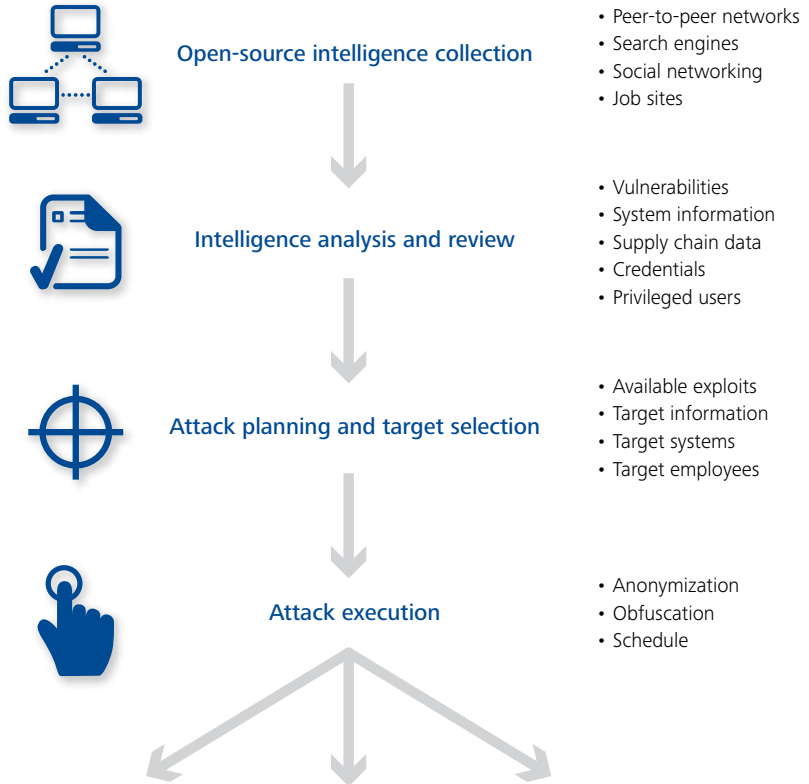 Open-source intelligence collection
• Peer-to-peer networks
• Search engines
• Social networking
• Job sites
Intelligence analysis and review
• Vulnerabilities
• System information
• Supply chain data
• Credentials
• Privileged users
Attack planning and target selection
• Available exploits
• Target information
• Target systems
• Target employees
Attack execution
• Anonymization
• Obfuscation
• Schedule